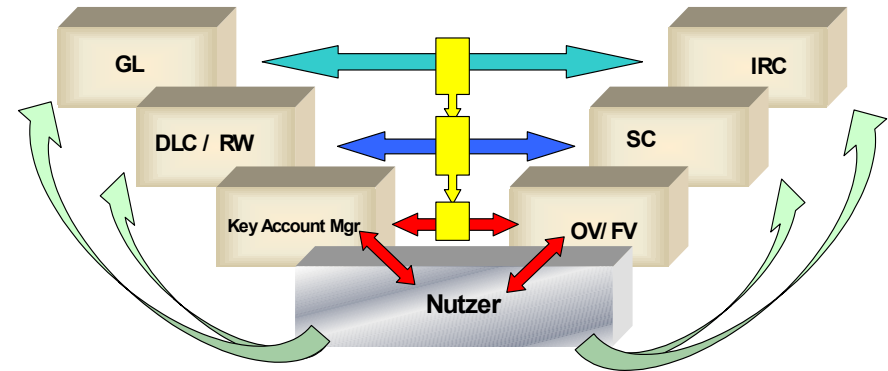 GL
IRC
DLC / RW
SC
Key Account Mgr
OV/ FV
Nutzer